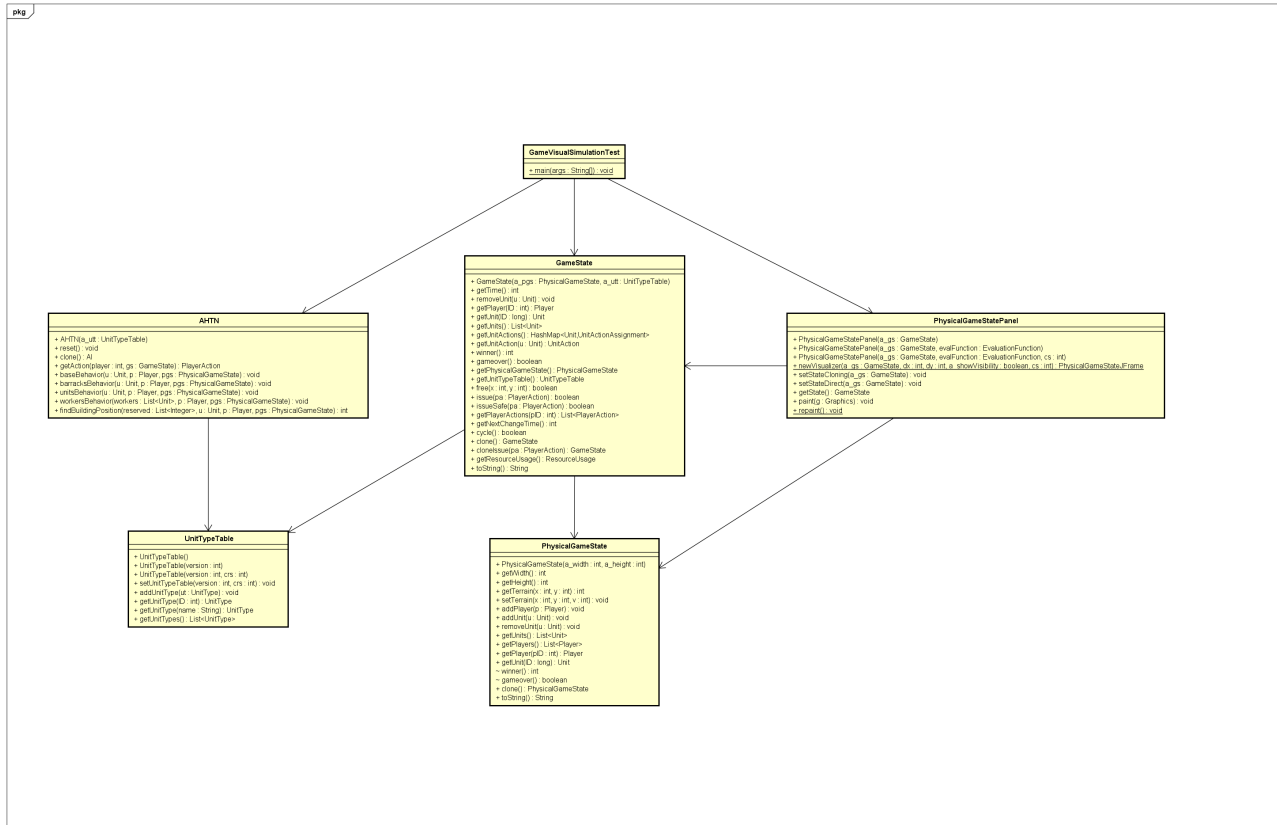 pkg
GameVisualSimulationTest
+ main(args : String[]) : void
GameState
+ GameState(a_pgs : PhysicalGameState, a_utt : UnitTypeTable)
+ getTime() : int
+ removeUnit(u : Unit) : void
+ getPlayer(ID : int) : Player
+ getUnit(ID : long) : Unit
+ getUnits() : List<Unit>
+ getUnitActions() : HashMap<Unit,UnitActionAssignment>
+ getUnitAction(u : Unit) : UnitAction
+ winner() : int
+ gameover() : boolean
+ getPhysicalGameState() : PhysicalGameState
+ getUnitTypeTable() : UnitTypeTable
+ free(x : int, y : int) : boolean
+ issue(pa : PlayerAction) : boolean
+ issueSafe(pa : PlayerAction) : boolean
+ getPlayerActions(pID : int) : List<PlayerAction>
+ getNextChangeTime() : int
+ cycle() : boolean
+ clone() : GameState
+ cloneIssue(pa : PlayerAction) : GameState
+ getResourceUsage() : ResourceUsage
+ toString() : String
AHTN
+ AHTN(a_utt : UnitTypeTable)
+ reset() : void
+ clone() : AI
+ getAction(player : int, gs : GameState) : PlayerAction
+ baseBehavior(u : Unit, p : Player, pgs : PhysicalGameState) : void
+ barracksBehavior(u : Unit, p : Player, pgs : PhysicalGameState) : void
+ unitsBehavior(u : Unit, p : Player, pgs : PhysicalGameState) : void
+ workersBehavior(workers : List<Unit>, p : Player, pgs : PhysicalGameState) : void
+ findBuildingPosition(reserved : List<Integer>, u : Unit, p : Player, pgs : PhysicalGameState) : int
PhysicalGameStatePanel
+ PhysicalGameStatePanel(a_gs : GameState)
+ PhysicalGameStatePanel(a_gs : GameState, evalFunction : EvaluationFunction)
+ PhysicalGameStatePanel(a_gs : GameState, evalFunction : EvaluationFunction, cs : int)
+ newVisualizer(a_gs : GameState, dx : int, dy : int, a_showVisibility : boolean, cs : int) : PhysicalGameStateJFrame
+ setStateCloning(a_gs : GameState) : void
+ setStateDirect(a_gs : GameState) : void
+ getState() : GameState
+ paint(g : Graphics) : void
+ repaint() : void
UnitTypeTable
+ UnitTypeTable()
+ UnitTypeTable(version : int)
+ UnitTypeTable(version : int, crs : int)
+ setUnitTypeTable(version : int, crs : int) : void
+ addUnitType(ut : UnitType) : void
+ getUnitType(ID : int) : UnitType
+ getUnitType(name : String) : UnitType
+ getUnitTypes() : List<UnitType>
PhysicalGameState
+ PhysicalGameState(a_width : int, a_height : int)
+ getWidth() : int
+ getHeight() : int
+ getTerrain(x : int, y : int) : int
+ setTerrain(x : int, y : int, v : int) : void
+ addPlayer(p : Player) : void
+ addUnit(u : Unit) : void
+ removeUnit(u : Unit) : void
+ getUnits() : List<Unit>
+ getPlayers() : List<Player>
+ getPlayer(pID : int) : Player
+ getUnit(ID : long) : Unit
~ winner() : int
~ gameover() : boolean
+ clone() : PhysicalGameState
+ toString() : String